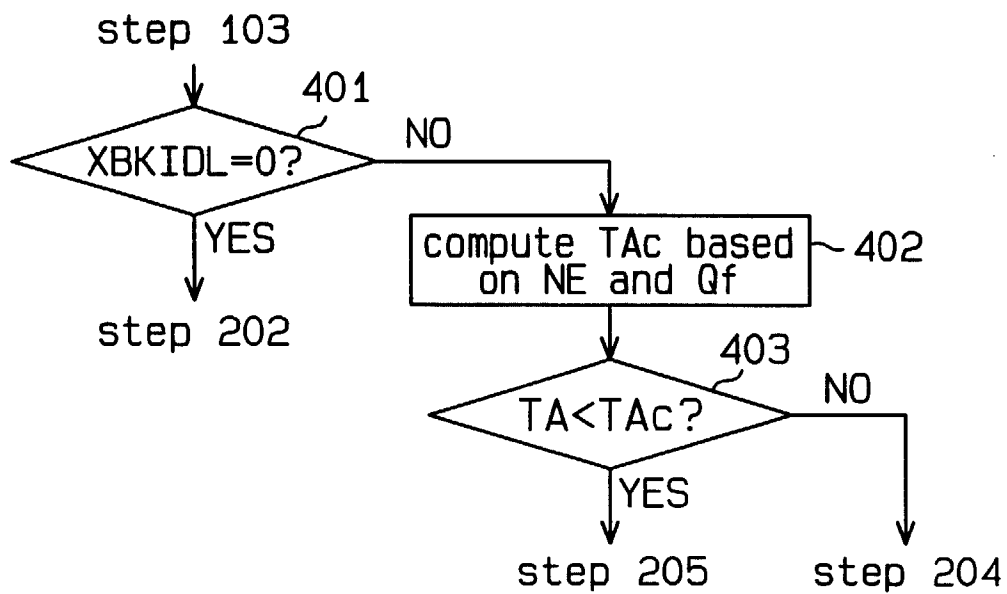 step 103
401
XBKIDL=0?
NO
YES
compute TAc based
on NE and Qf
402
step 202
403
TA<TAc?
NO
YES
step 205
step 204